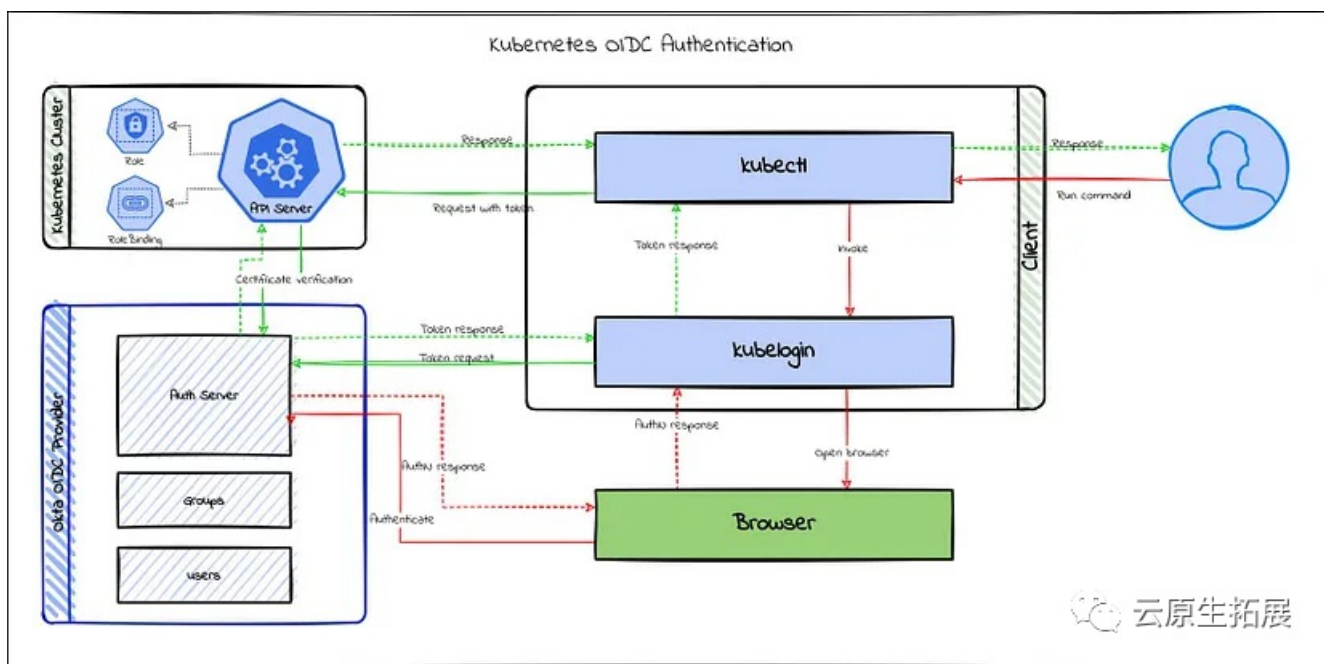 Kubernetes OIDC Authentication
Kubernetes Cluster
Role
Role Binding
API Server
Response
Request with token
kubectl
Response
Run command
Token response
Invoke
Client
Certificate verification
Okta OIDC Provider
Auth Server
Token response
Token request
kubelogin
AuthN response
Open browser
AuthN response
Authenticate
Groups
Users
Browser
云原生拓展